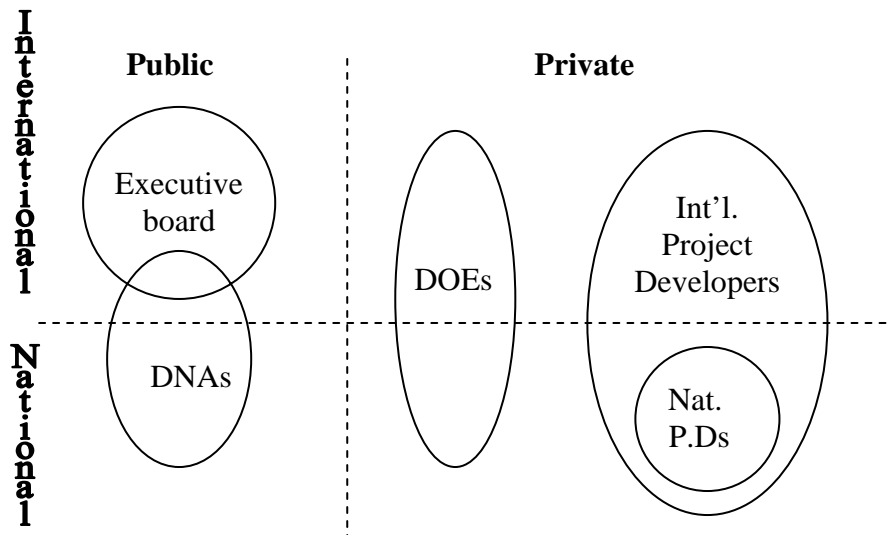 International
Public
Private
Executive
board
Int’l.
Project
Developers
DOEs
National
DNAs
Nat.
P.Ds